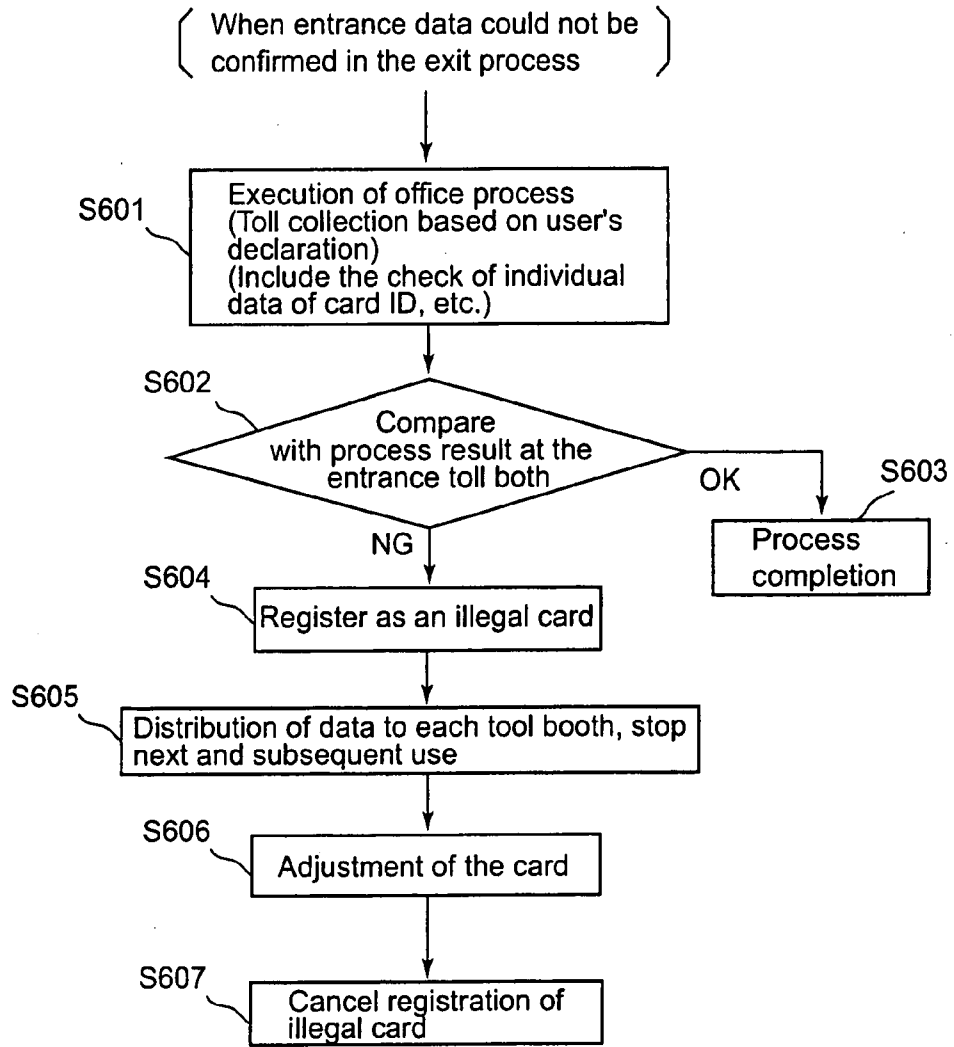 When entrance data could not be
confirmed in the exit process
S601
Execution of office process
(Toll collection based on user's
declaration)
(Include the check of individual
data of card ID, etc.)
S602
Compare
with process result at the
entrance toll both
OK
S603
Process
completion
NG
S604
Register as an illegal card
S605
Distribution of data to each tool booth, stop
next and subsequent use
S606
Adjustment of the card
S607
Cancel registration of
illegal card